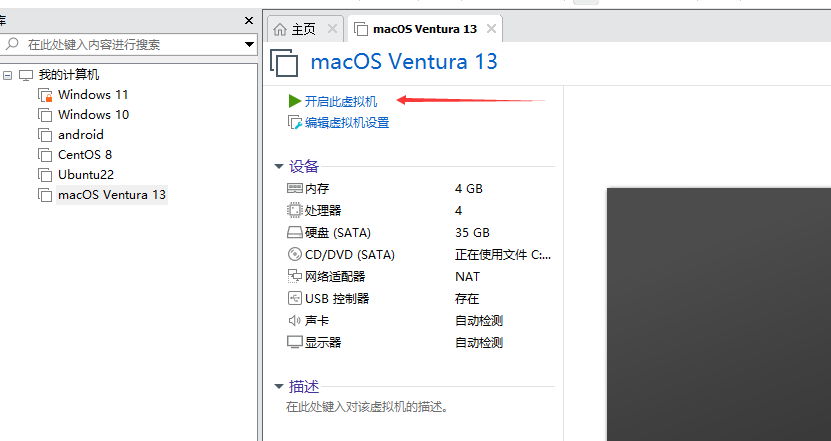 库
在此处键入内容进行搜索
我的计算机
Windows 11
Windows 10
android
CentOS 8
Ubuntu22
macOS Ventura 13
主页
macOS Ventura 13
macOS Ventura 13
开启此虚拟机
编辑虚拟机设置
设备
内存 4 GB
处理器 4
硬盘 (SATA) 35 GB
CD/DVD (SATA) 正在使用文件 C:...
网络适配器 NAT
USB 控制器 存在
声卡 自动检测
显示器 自动检测
描述
在此处键入对该虚拟机的描述。